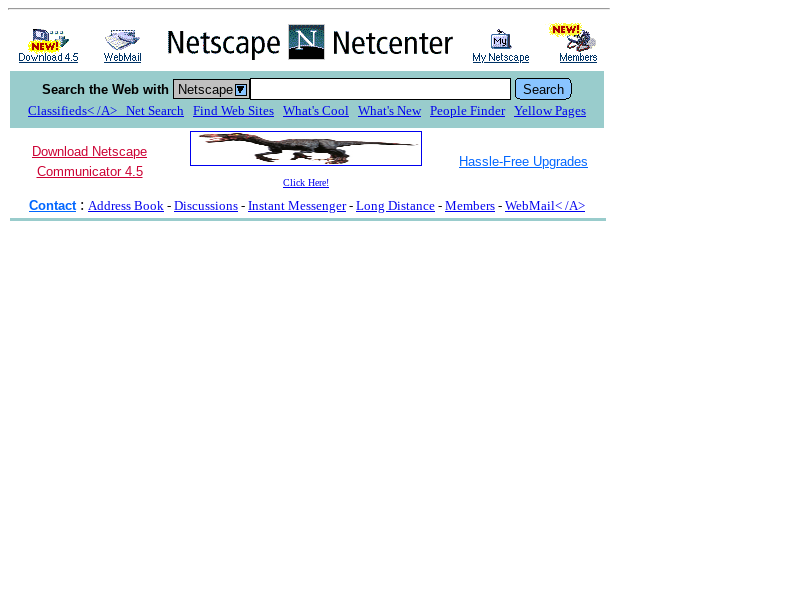 NEW!
Download 4.5
WebMail
Netscape N Netcenter
My
My Netscape
NEW!
Members
Search the Web with Netscape Search
Classifieds< /A> Net Search Find Web Sites What's Cool What's New People Finder Yellow Pages
Download Netscape
Communicator 4.5
Click Here!
Hassle-Free Upgrades
Contact : Address Book - Discussions - Instant Messenger - Long Distance - Members - WebMail< /A>